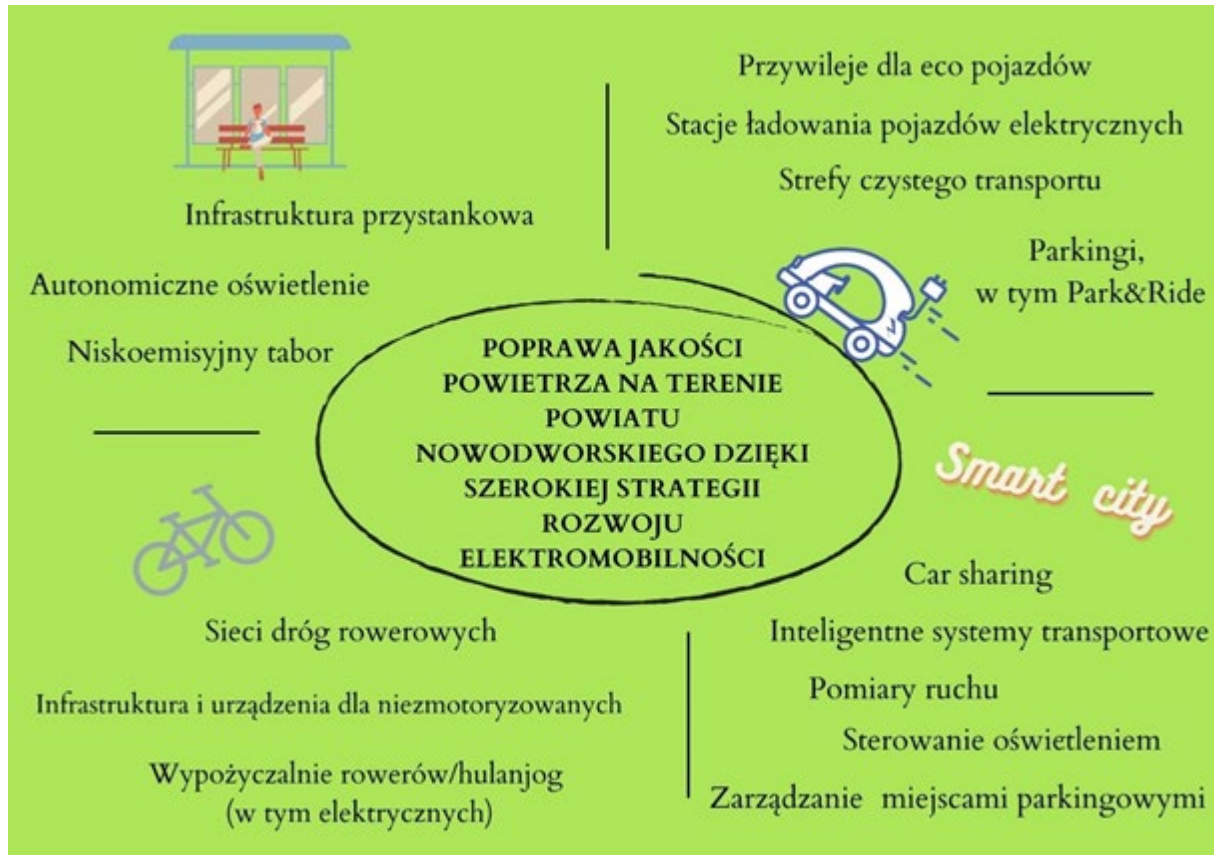 Infrastruktura przystankowa
Autonomiczne oświetlenie
Niskoemisyjny tabor
Przywileje dla eco pojazdów
Stacje ładowania pojazdów elektrycznych
Strefy czystego transportu
Parkingi,
w tym Park&Ride
POPRAWA JAKOŚCI
POWIETRZA NA TERENIE
POWIATU
NOWODWORSKIEGO DZIĘKI
SZEROKIEJ STRATEGII
ROZWOJU
ELEKTROMOBILNOŚCI
Sieci dróg rowerowych
Infrastruktura i urządzenia dla niezmotoryzowanych
Wypożyczalnie rowerów/hulanjog
(w tym elektrycznych)
Smart city
Car sharing
Inteligentne systemy transportowe
Pomiary ruchu
Sterowanie oświetleniem
Zarządzanie miejscami parkingowymi